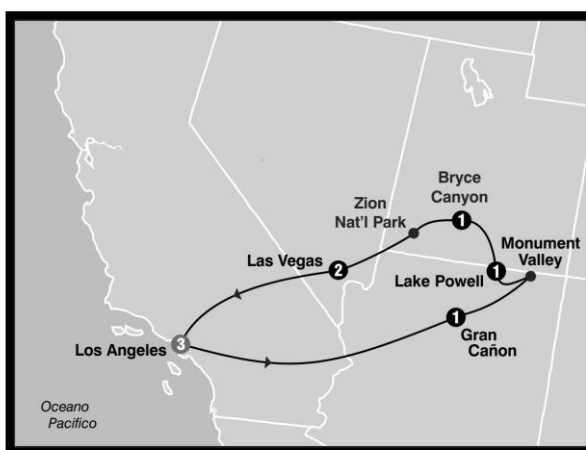 Bryce
Canyon
1
Zion
Nat'l Park
Monument
Valley
Las Vegas
2
Lake Powell
1
1
Gran
Cañon
Los Angeles
3
Oceano
Pacifico